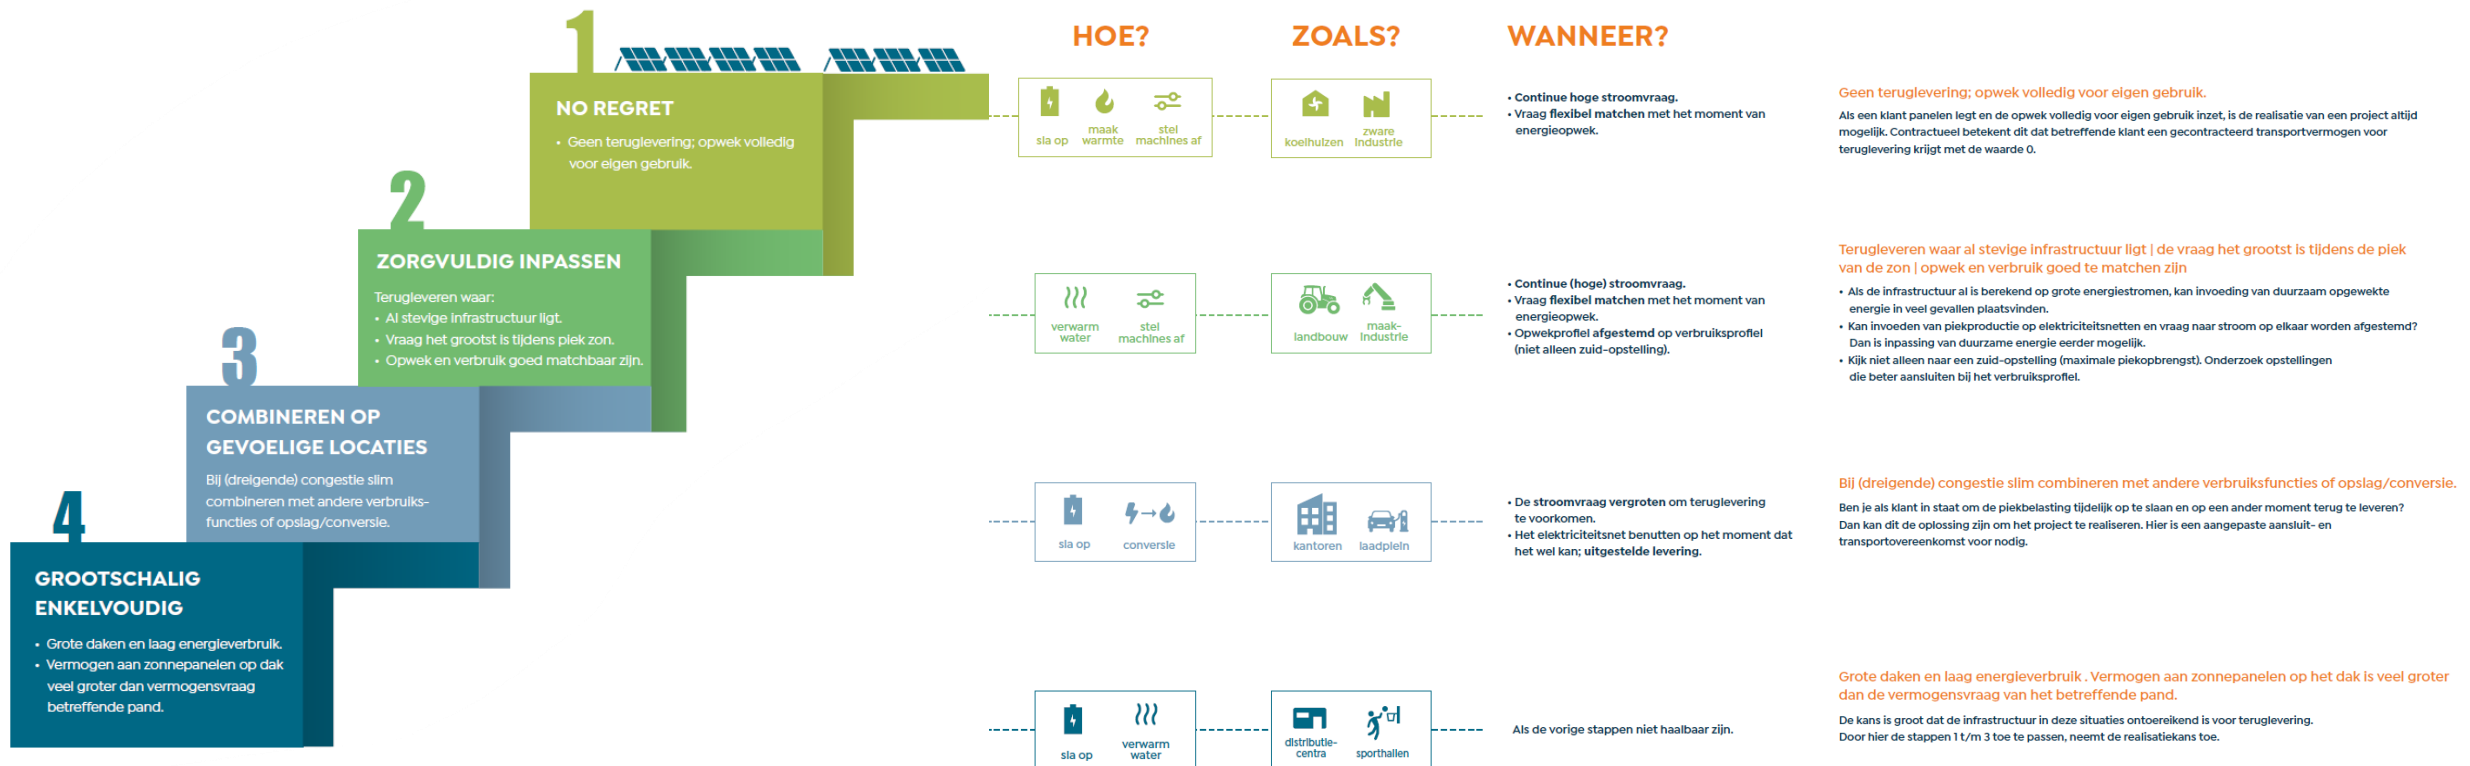 HOE?
ZOALS?
WANNEER?
1
NO REGRET
• Geen teruglevering; opwek volledig
voor eigen gebruik.
sla op
maak
warmte
stel
machines af
koelhuizen
zware
industrie
• Continue hoge stroomvraag.
• Vraag flexibel matchen met het moment van
energieopwek.
Geen teruglevering; opwek volledig voor eigen gebruik.
Als een klant panelen legt en de opwek volledig voor eigen gebruik inzet, is de realisatie van een project altijd
mogelijk. Contractueel betekent dit dat betreffende klant een gecontracteerd transportvermogen voor
teruglevering krijgt met de waarde 0.
2
ZORGVULDIG INPASSEN
Terugleveren waar:
• Al stevige infrastructuur ligt.
• Vraag het grootst is tijdens piek zon.
• Opwek en verbruik goed matchbaar zijn.
verwarm
water
stel
machines af
landbouw
maak-
industrie
• Continue (hoge) stroomvraag.
• Vraag flexibel matchen met het moment van
energieopwek.
• Opwekprofiel afgestemd op verbruiksprofiel
(niet alleen zuid-opstelling).
Terugleveren waar al stevige infrastructuur ligt | de vraag het grootst is tijdens de piek
van de zon | opwek en verbruik goed te matchen zijn
• Als de infrastructuur al is berekend op grote energiestromen, kan invoeding van duurzaam opgewekte
energie in veel gevallen plaatsvinden.
• Kan invoeden van piekproductie op elektriciteitsnetten en vraag naar stroom op elkaar worden afgestemd?
Dan is inpassing van duurzame energie eerder mogelijk.
• Kijk niet alleen naar een zuid-opstelling (maximale piekopbrengst). Onderzoek opstellingen
die beter aansluiten bij het verbruiksprofiel.
3
COMBINEREN OP
GEVOELIGE LOCATIES
Bij (dreigende) congestie slim
combineren met andere verbruiks-
functies of opslag/conversie.
sla op
conversie
kantoren
laadplein
• De stroomvraag vergroten om teruglevering
te voorkomen.
• Het elektriciteitsnet benutten op het moment dat
het wel kan; uitgestelde levering.
Bij (dreigende) congestie slim combineren met andere verbruiksfuncties of opslag/conversie.
Ben je als klant in staat om de piekbelasting tijdelijk op te slaan en op een ander moment terug te leveren?
Dan kan dit de oplossing zijn om het project te realiseren. Hier is een aangepaste aansluit- en
transportovereenkomst voor nodig.
4
GROOTSCHALIG
ENKELVOUDIG
• Grote daken en laag energieverbruik.
• Vermogen aan zonnepanelen op dak
veel groter dan vermogensvraag
betreffende pand.
sla op
verwarm
water
distributie-
centra
sporthallen
Als de vorige stappen niet haalbaar zijn.
Grote daken en laag energieverbruik . Vermogen aan zonnepanelen op het dak is veel groter
dan de vermogensvraag van het betreffende pand.
De kans is groot dat de infrastructuur in deze situaties ontoereikend is voor teruglevering.
Door hier de stappen 1 t/m 3 toe te passen, neemt de realisatiekans toe.